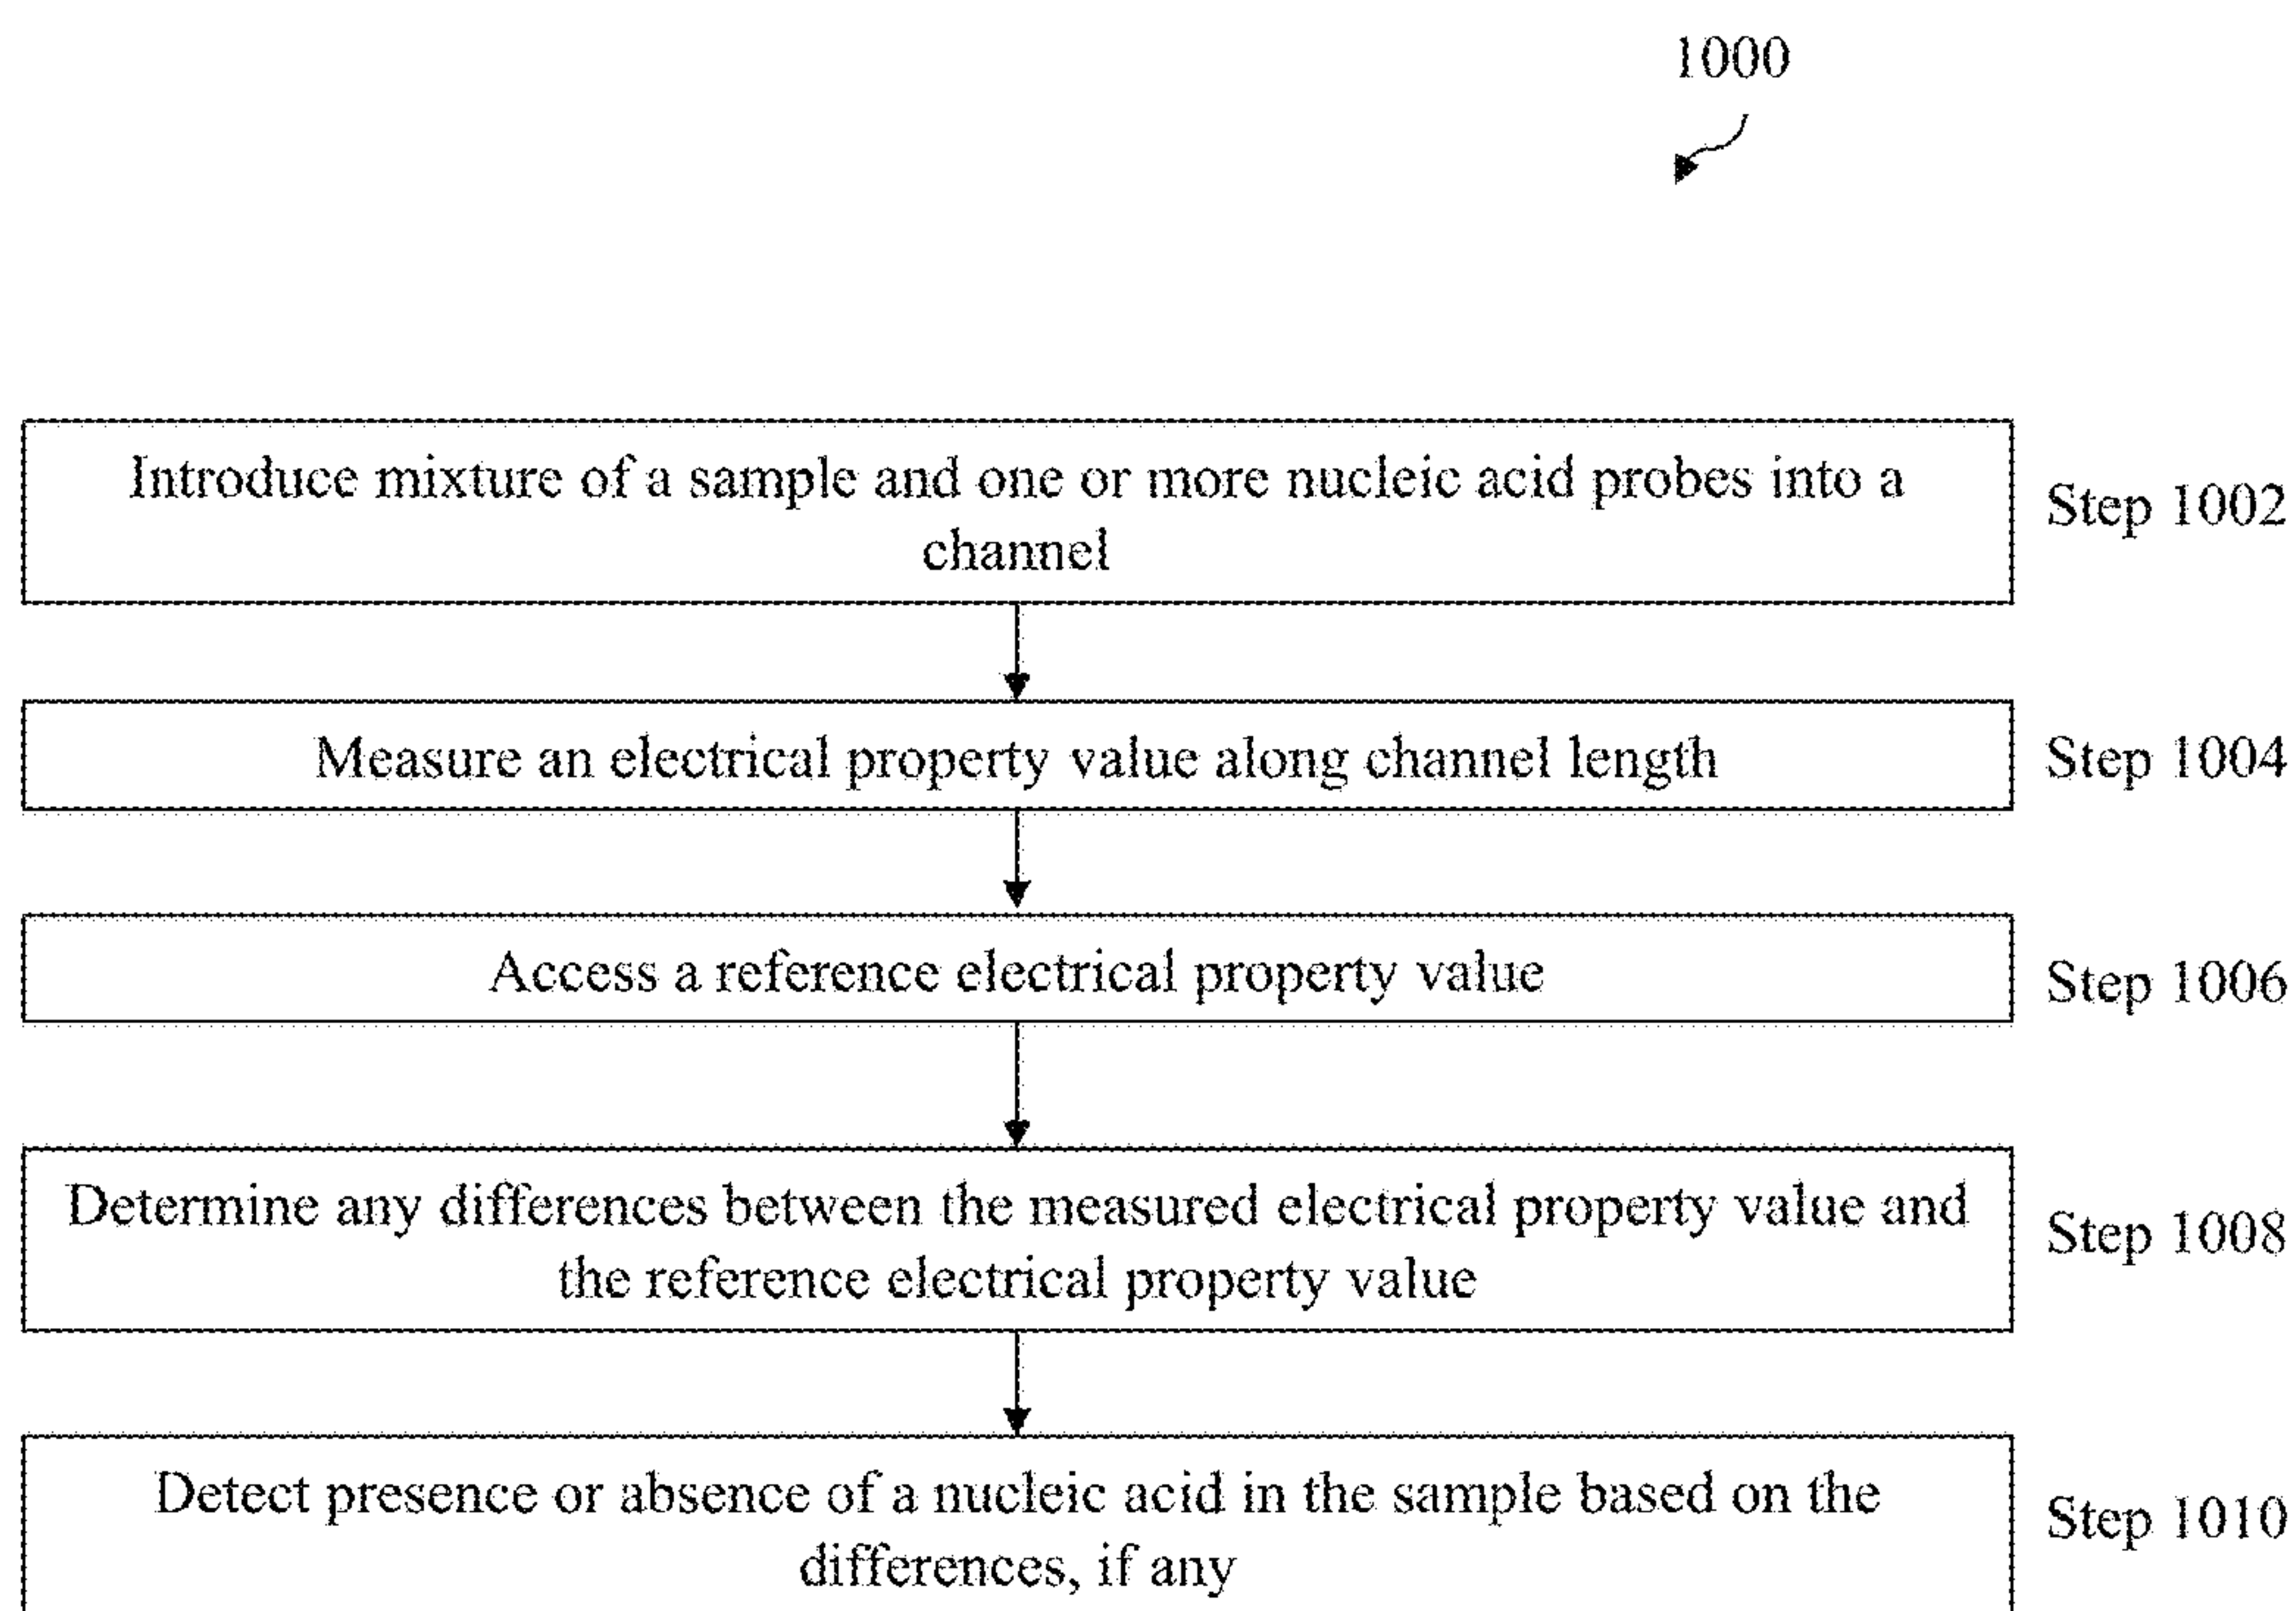 1000
Introduce mixture of a sample and one or more nucleic acid probes into a
channel
Step 1002
Measure an electrical property value along channel length
Step 1004
Access a reference electrical property value
Step 1006
Determine any differences between the measured electrical property value and
the reference electrical property value
Step 1008
Detect presence or absence of a nucleic acid in the sample based on the
differences, if any
Step 1010